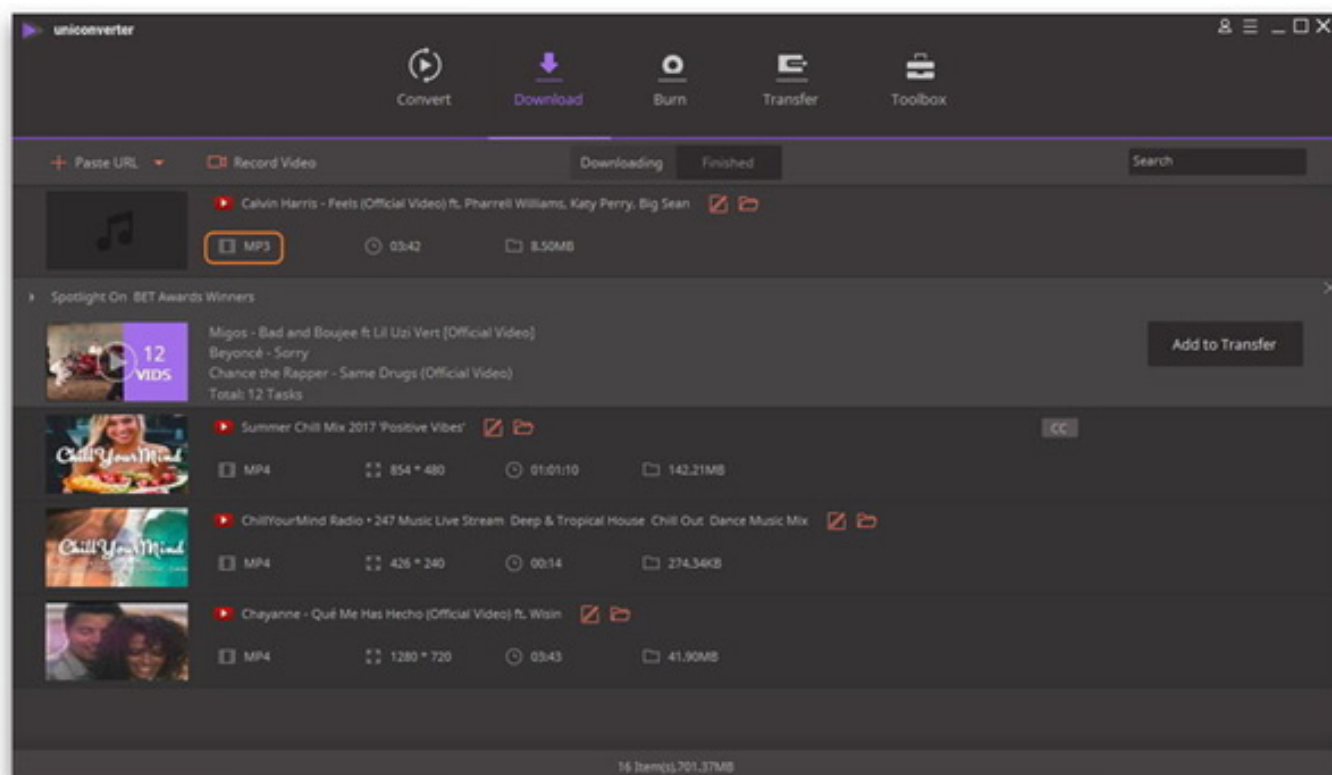 uniconverter
Convert
Download
Burn
Transfer
Toolbox
Paste URL
Record Video
Downloading
Finished
Search
Calvin Harris - Feels (Official Video) ft. Pharrell Williams, Katy Perry, Big Sean
MP3
03:42
8.50MB
Spotlight On BET Awards Winners
12
VIDS
Migos - Bad and Boujee ft Lil Uzi Vert [Official Video]
Beyoncé - Sorry
Chance the Rapper - Same Drugs (Official Video)
Total: 12 Tasks
Add to Transfer
ChillYourMind
Summer Chill Mix 2017 'Positive Vibes'
CC
MP4
854 * 480
01:01:10
142.21MB
ChillYourMind
ChillYourMind Radio • 247 Music Live Stream Deep & Tropical House Chill Out Dance Music Mix
MP4
426 * 240
00:14
274.34KB
Chayanne - Qué Me Has Hecho (Official Video) ft. Wisin
MP4
1280 * 720
03:43
41.90MB
16 Item(s),701.37MB